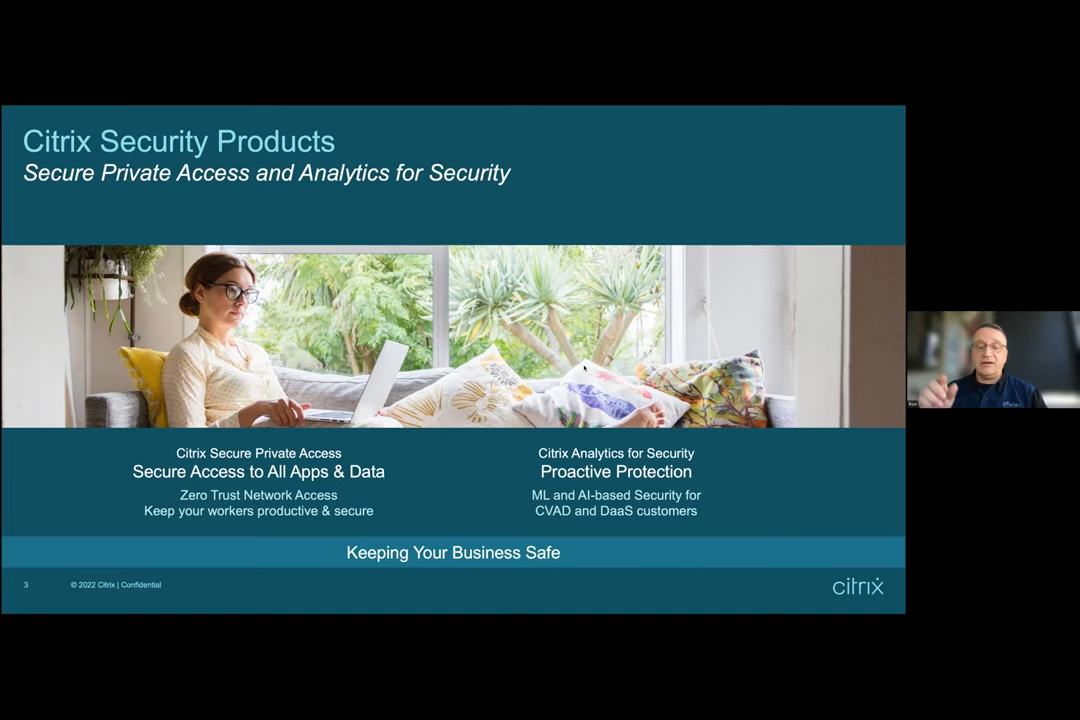 Citrix Security Products
Secure Private Access and Analytics for Security
Citrix Secure Private Access
Secure Access to All Apps & Data
Zero Trust Network Access
Keep your workers productive & secure
Citrix Analytics for Security
Proactive Protection
ML and AI-based Security for
CVAD and DaaS customers
Keeping Your Business Safe
3
© 2022 Citrix | Confidential
citrix
Ron